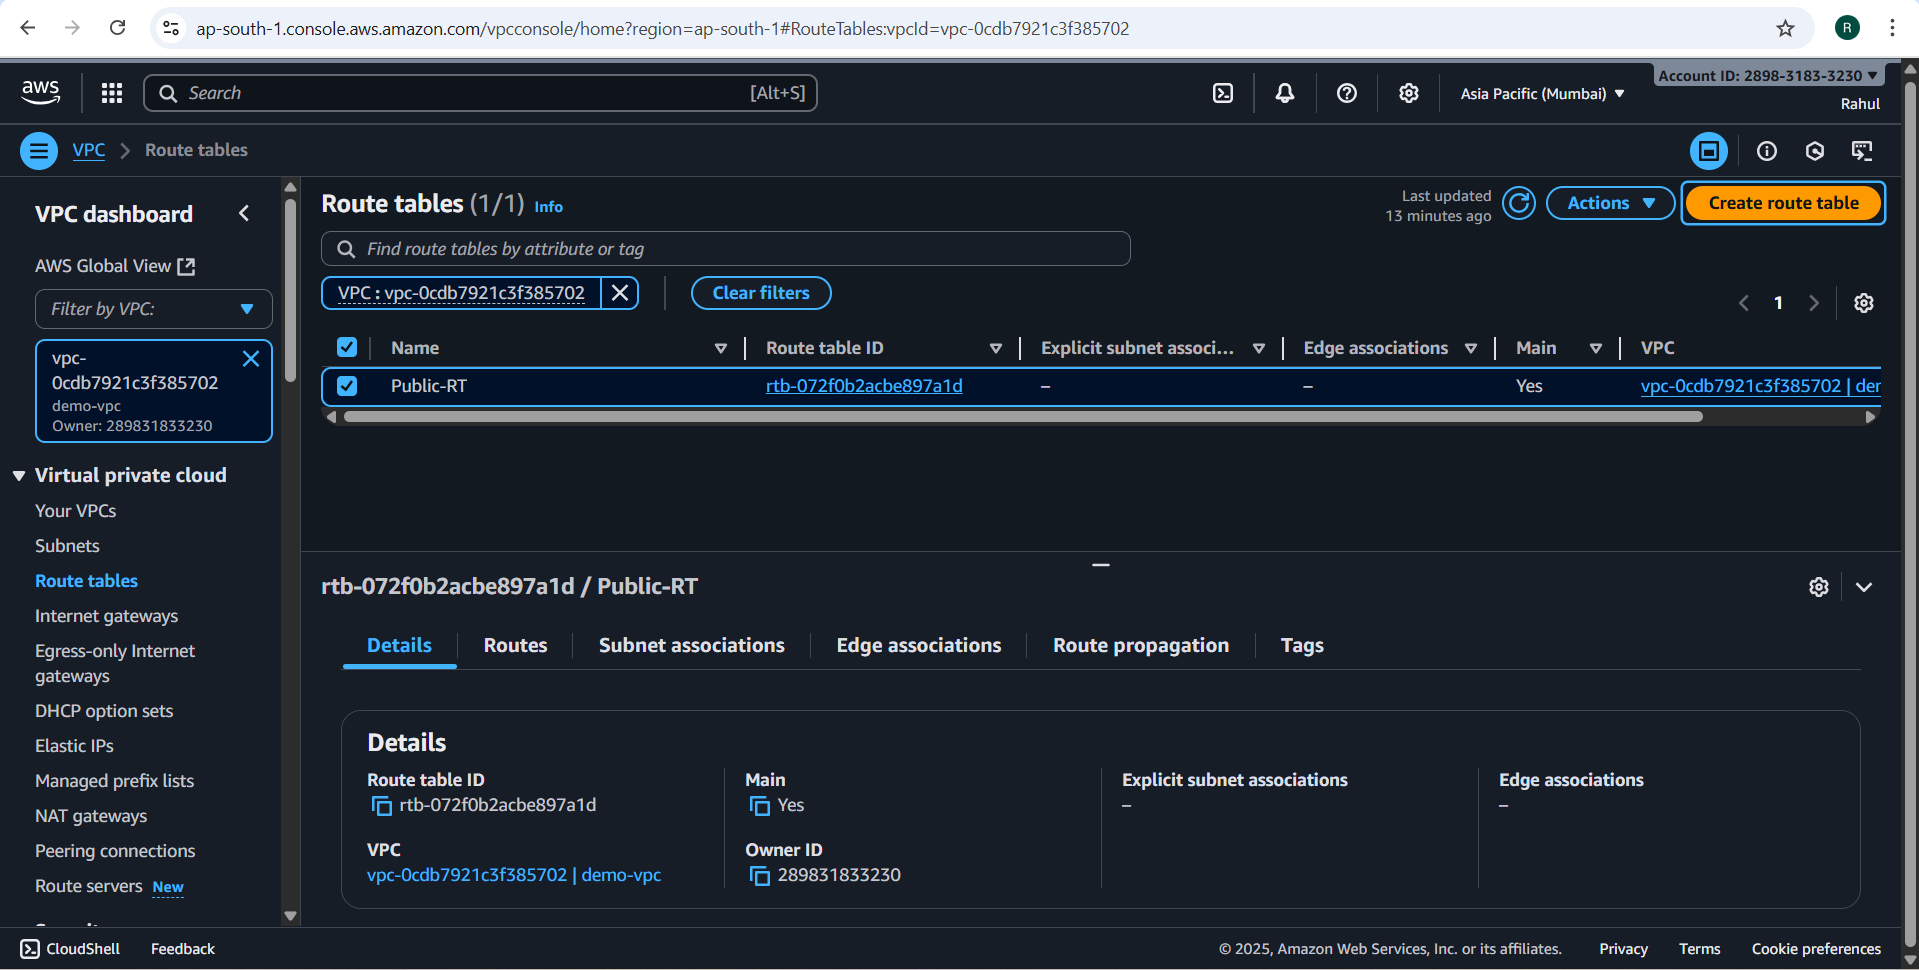 ap-south-1.console.aws.amazon.com/vpcconsole/home?region=ap-south-1#RouteTables:vpcId=vpc-0cdb7921c3f385702
R
aws
Search
[Alt+S]
Asia Pacific (Mumbai)
Account ID: 2898-3183-3230
Rahul
VPC
Route tables
VPC dashboard
AWS Global View
Filter by VPC:
vpc-
0cdb7921c3f385702
demo-vpc
Owner: 289831833230
Virtual private cloud
Your VPCs
Subnets
Route tables
Internet gateways
Egress-only Internet
gateways
DHCP option sets
Elastic IPs
Managed prefix lists
NAT gateways
Peering connections
Route servers New
Route tables (1/1) Info
Last updated
13 minutes ago
Actions
Create route table
Find route tables by attribute or tag
VPC : vpc-0cdb7921c3f385702
Clear filters
1
Name Route table ID Explicit subnet associ... Edge associations Main VPC
Public-RT rtb-072f0b2acbe897a1d – – Yes vpc-0cdb7921c3f385702 | der
rtb-072f0b2acbe897a1d / Public-RT
Details Routes Subnet associations Edge associations Route propagation Tags
Details
Route table ID
rtb-072f0b2acbe897a1d
Main
Yes
Explicit subnet associations
–
Edge associations
–
VPC
vpc-0cdb7921c3f385702 | demo-vpc
Owner ID
289831833230
CloudShell Feedback
© 2025, Amazon Web Services, Inc. or its affiliates. Privacy Terms Cookie preferences